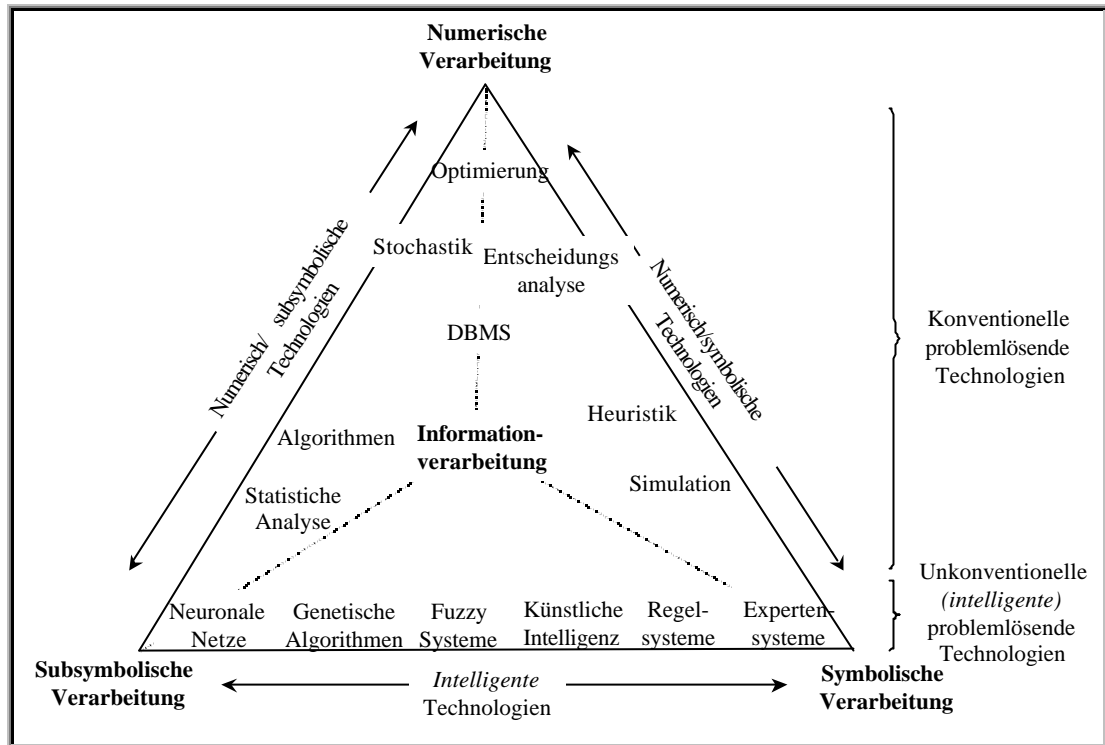 Numerische
Verarbeitung
Optimierung
Stochastik
Entscheidungs
analyse
DBMS
Numerisch/ subsymbolische
Technologien
Numerisch/symbolische
Technologien
Konventionelle
problemlösende
Technologien
Heuristik
Algorithmen
Information-
verarbeitung
Simulation
Statistiche
Analyse
Unkonventionelle
(intelligente)
problemlösende
Technologien
Neuronale
Netze
Genetische
Algorithmen
Fuzzy
Systeme
Künstliche
Intelligenz
Regel-
systeme
Experten-
systeme
Subsymbolische
Verarbeitung
Intelligente
Technologien
Symbolische
Verarbeitung